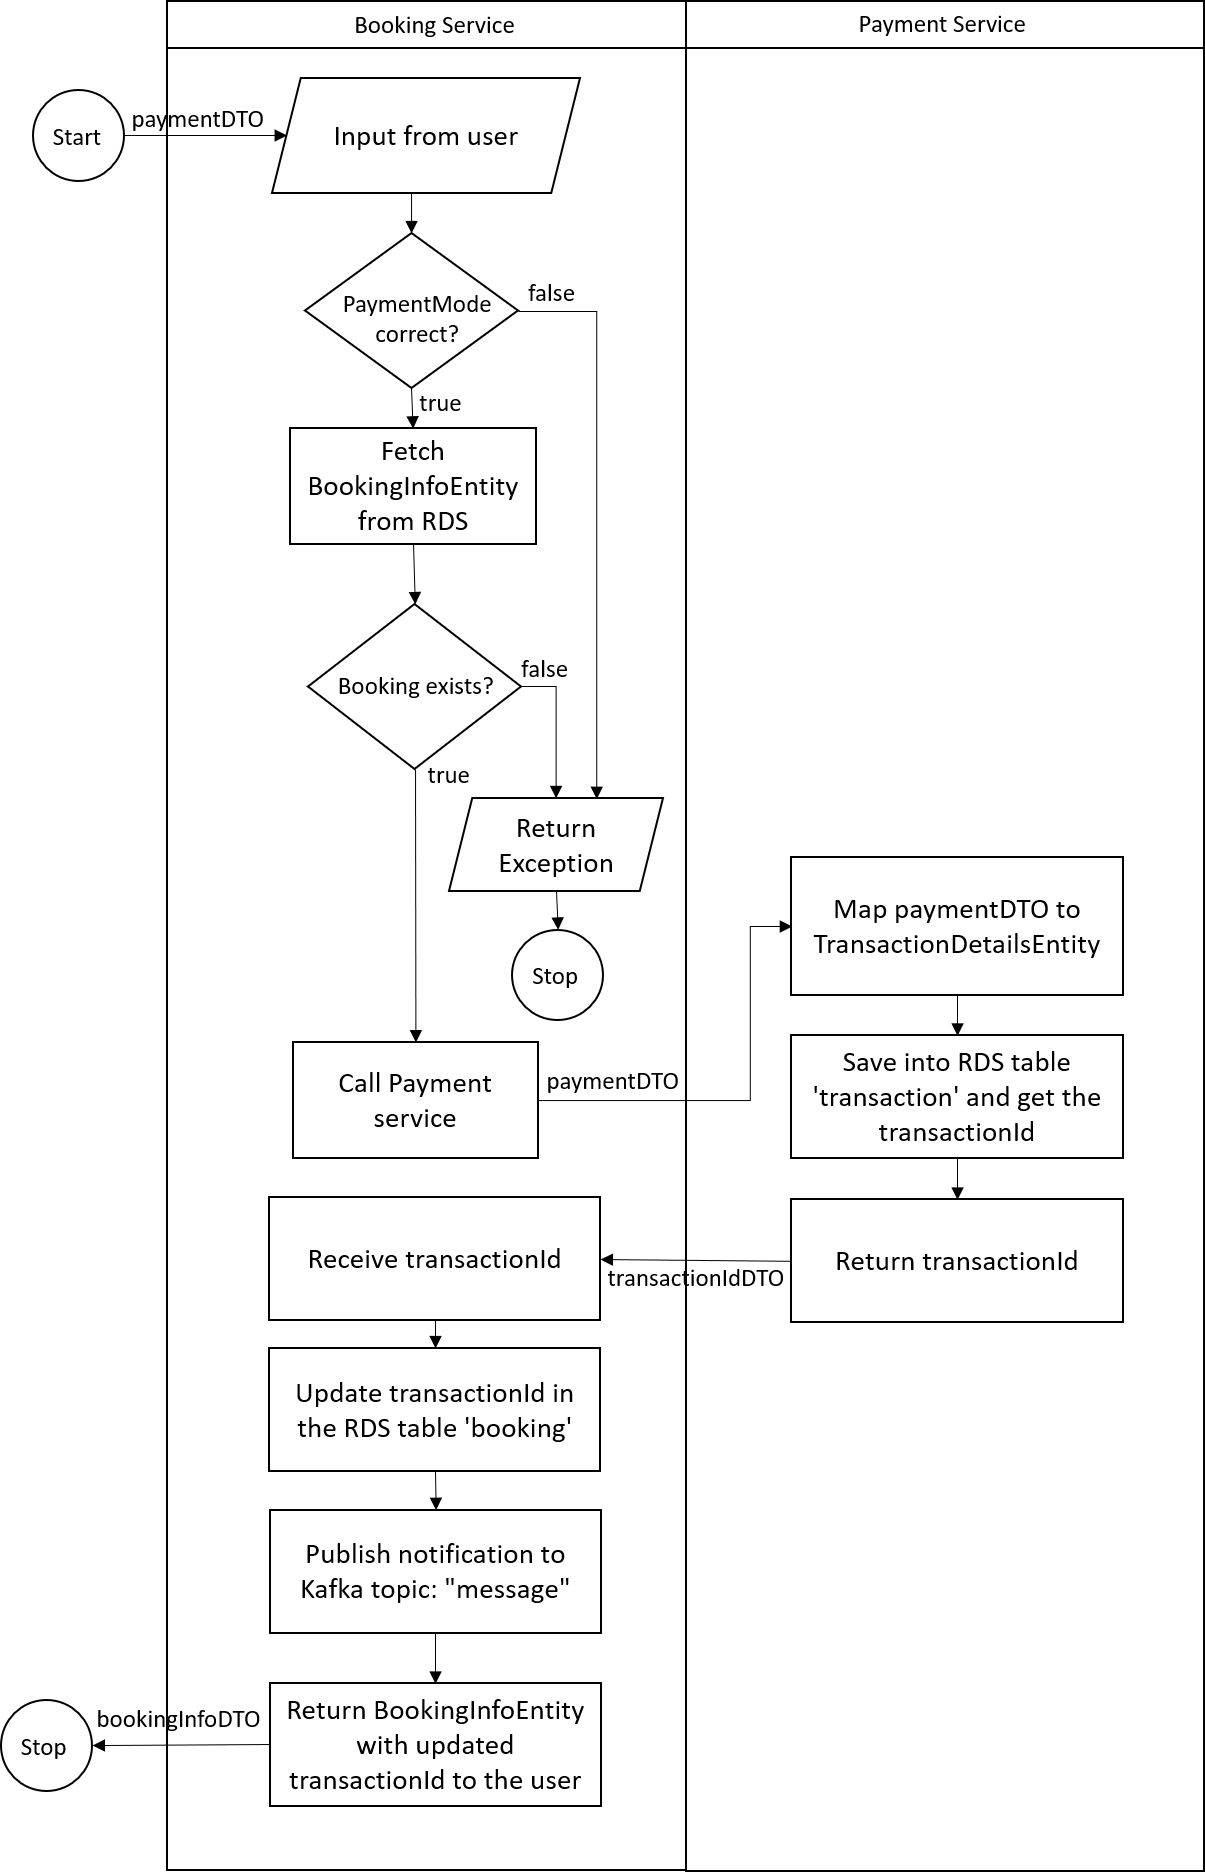 Booking Service
Payment Service
Start
paymentDTO
Input from user
PaymentMode
correct?
false
true
Fetch
BookingInfoEntity
from RDS
Booking exists?
false
true
Return
Exception
Stop
Call Payment
service
paymentDTO
Map paymentDTO to
TransactionDetailsEntity
Save into RDS table
'transaction' and get the
transactionId
Return transactionId
transactionIdDTO
Receive transactionId
Update transactionId in
the RDS table 'booking'
Publish notification to
Kafka topic: "message"
Return BookingInfoEntity
with updated
transactionId to the user
bookingInfoDTO
Stop